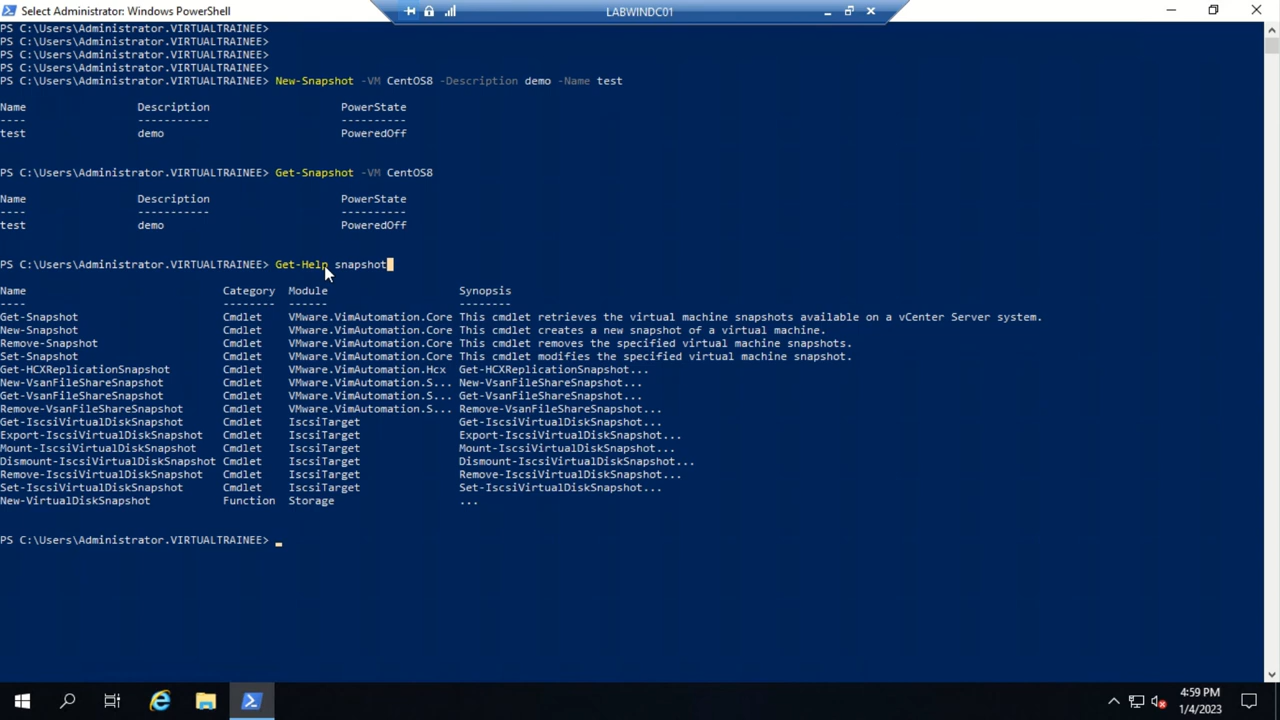 Select Administrator: Windows PowerShell
LABWINDC01
PS C:\Users\Administrator.VIRTUALTRAINEE>
PS C:\Users\Administrator.VIRTUALTRAINEE>
PS C:\Users\Administrator.VIRTUALTRAINEE>
PS C:\Users\Administrator.VIRTUALTRAINEE>
PS C:\Users\Administrator.VIRTUALTRAINEE> New-Snapshot -VM CentOS8 -Description demo -Name test
Name Description PowerState
---- ----------- ----------
test demo PoweredOff
PS C:\Users\Administrator.VIRTUALTRAINEE> Get-Snapshot -VM CentOS8
Name Description PowerState
---- ----------- ----------
test demo PoweredOff
PS C:\Users\Administrator.VIRTUALTRAINEE> Get-Help snapshot
Name Category Module Synopsis
---- -------- ------ --------
Get-Snapshot Cmdlet VMware.VimAutomation.Core This cmdlet retrieves the virtual machine snapshots available on a vCenter Server system.
New-Snapshot Cmdlet VMware.VimAutomation.Core This cmdlet creates a new snapshot of a virtual machine.
Remove-Snapshot Cmdlet VMware.VimAutomation.Core This cmdlet removes the specified virtual machine snapshots.
Set-Snapshot Cmdlet VMware.VimAutomation.Core This cmdlet modifies the specified virtual machine snapshot.
Get-HCXReplicationSnapshot Cmdlet VMware.VimAutomation.Hcx Get-HCXReplicationSnapshot...
New-VsanFileShareSnapshot Cmdlet VMware.VimAutomation.S... New-VsanFileShareSnapshot...
Get-VsanFileShareSnapshot Cmdlet VMware.VimAutomation.S... Get-VsanFileShareSnapshot...
Remove-VsanFileShareSnapshot Cmdlet VMware.VimAutomation.S... Remove-VsanFileShareSnapshot...
Get-IscsiVirtualDiskSnapshot Cmdlet IscsiTarget Get-IscsiVirtualDiskSnapshot...
Export-IscsiVirtualDiskSnapshot Cmdlet IscsiTarget Export-IscsiVirtualDiskSnapshot...
Mount-IscsiVirtualDiskSnapshot Cmdlet IscsiTarget Mount-IscsiVirtualDiskSnapshot...
Dismount-IscsiVirtualDiskSnapshot Cmdlet IscsiTarget Dismount-IscsiVirtualDiskSnapshot...
Remove-IscsiVirtualDiskSnapshot Cmdlet IscsiTarget Remove-IscsiVirtualDiskSnapshot...
Set-IscsiVirtualDiskSnapshot Cmdlet IscsiTarget Set-IscsiVirtualDiskSnapshot...
New-VirtualDiskSnapshot Function Storage ...
PS C:\Users\Administrator.VIRTUALTRAINEE> _
4:59 PM
1/4/2023